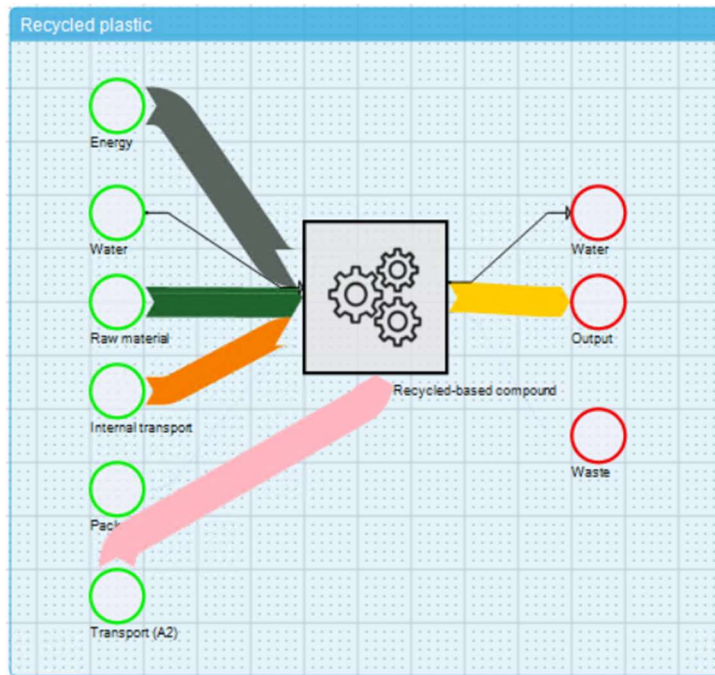 Recycled plastic
Energy
Water
Water
Raw material
Output
Recycled-based compound
Internal transport
Waste
Transport (A2)